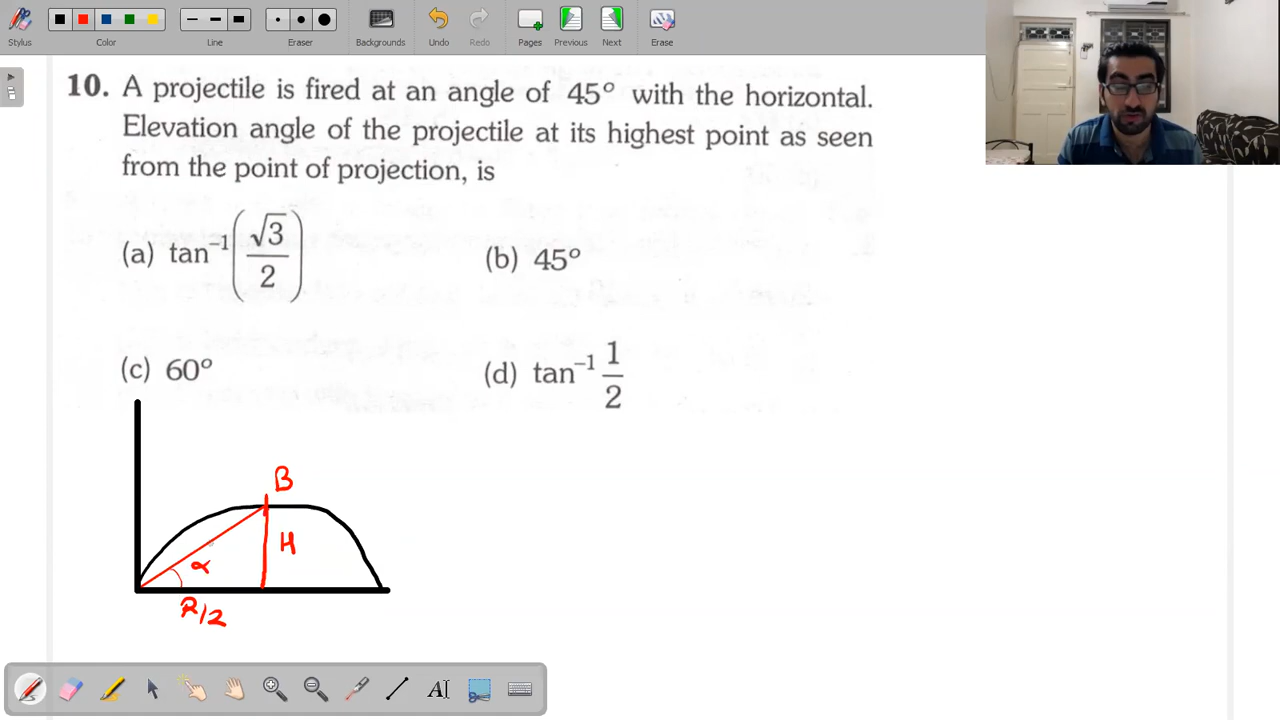 Stylus Color Line Eraser Backgrounds Undo Redo Pages Previous Next Erase
10. A projectile is fired at an angle of 45° with the horizontal.
Elevation angle of the projectile at its highest point as seen
from the point of projection, is
(a) tan⁻¹(√3/2) (b) 45°
(c) 60° (d) tan⁻¹ 1/2
B
H
α
R/2
A